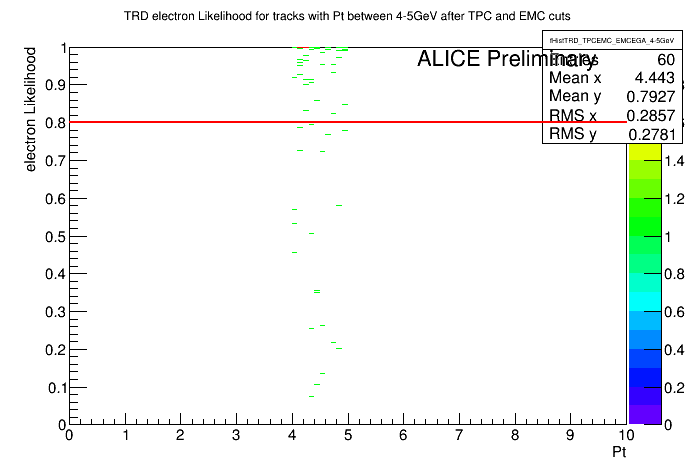 TRD electron Likelihood for tracks with Pt between 4-5GeV after TPC and EMC cuts
fHistTRD_TPCEMC_EMCEGA_4-5GeV
ALICE Preliminary
Entries 60
Mean x 4.443
Mean y 0.7927
RMS x 0.2857
RMS y 0.2781
electron Likelihood
1
0.9
0.8
0.7
0.6
0.5
0.4
0.3
0.2
0.1
0
0 1 2 3 4 5 6 7 8 9 10
Pt
1.4
1.2
1
0.8
0.6
0.4
0.2
0